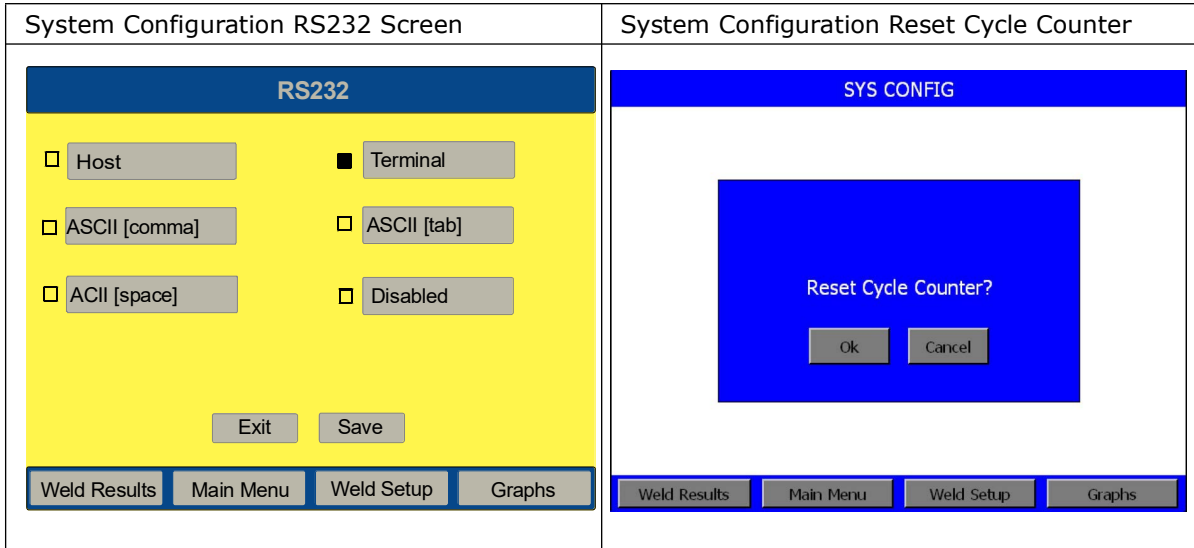 System Configuration RS232 Screen
System Configuration Reset Cycle Counter
RS232
Host
Terminal
ASCII [comma]
ASCII [tab]
ACII [space]
Disabled
Exit
Save
Weld Results
Main Menu
Weld Setup
Graphs
SYS CONFIG
Reset Cycle Counter?
Ok
Cancel
Weld Results
Main Menu
Weld Setup
Graphs